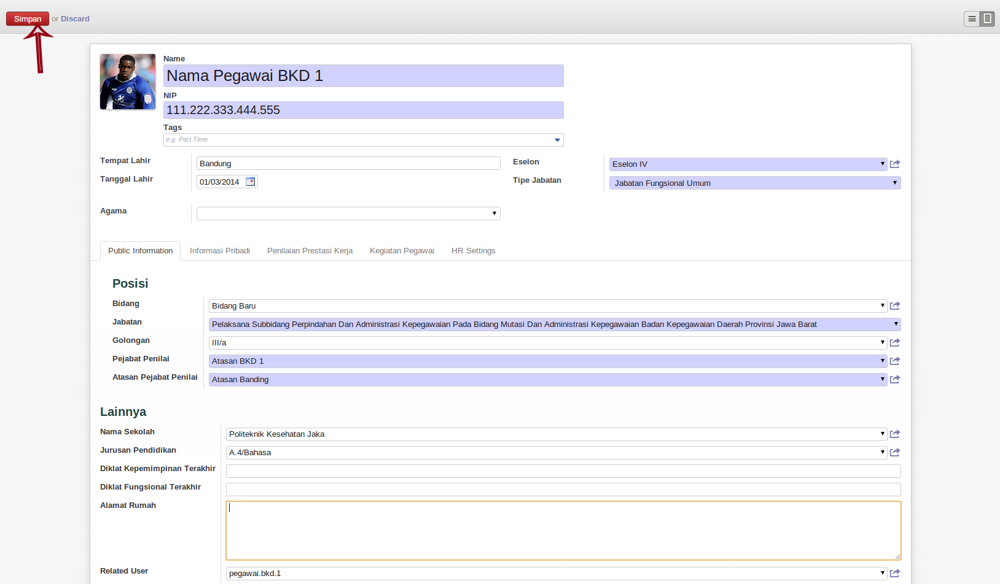 Simpan or Discard
Name
Nama Pegawai BKD 1
NIP
111.222.333.444.555
Tags
e.g. Part Time
Tempat Lahir Bandung Eselon Eselon IV
Tanggal Lahir 01/03/2014 Tipe Jabatan Jabatan Fungsional Umum
Agama
Public Information Informasi Pribadi Penilaian Prestasi Kerja Kegiatan Pegawai HR Settings
Posisi
Bidang Bidang Baru
Jabatan Pelaksana Subbidang Perpindahan Dan Administrasi Kepegawaian Pada Bidang Mutasi Dan Administrasi Kepegawaian Badan Kepegawaian Daerah Provinsi Jawa Barat
Golongan III/a
Pejabat Penilai Atasan BKD 1
Atasan Pejabat Penilai Atasan Banding
Lainnya
Nama Sekolah Politeknik Kesehatan Jaka
Jurusan Pendidikan A.4/Bahasa
Diklat Kepemimpinan Terakhir
Diklat Fungsional Terakhir
Alamat Rumah
Related User pegawai.bkd.1